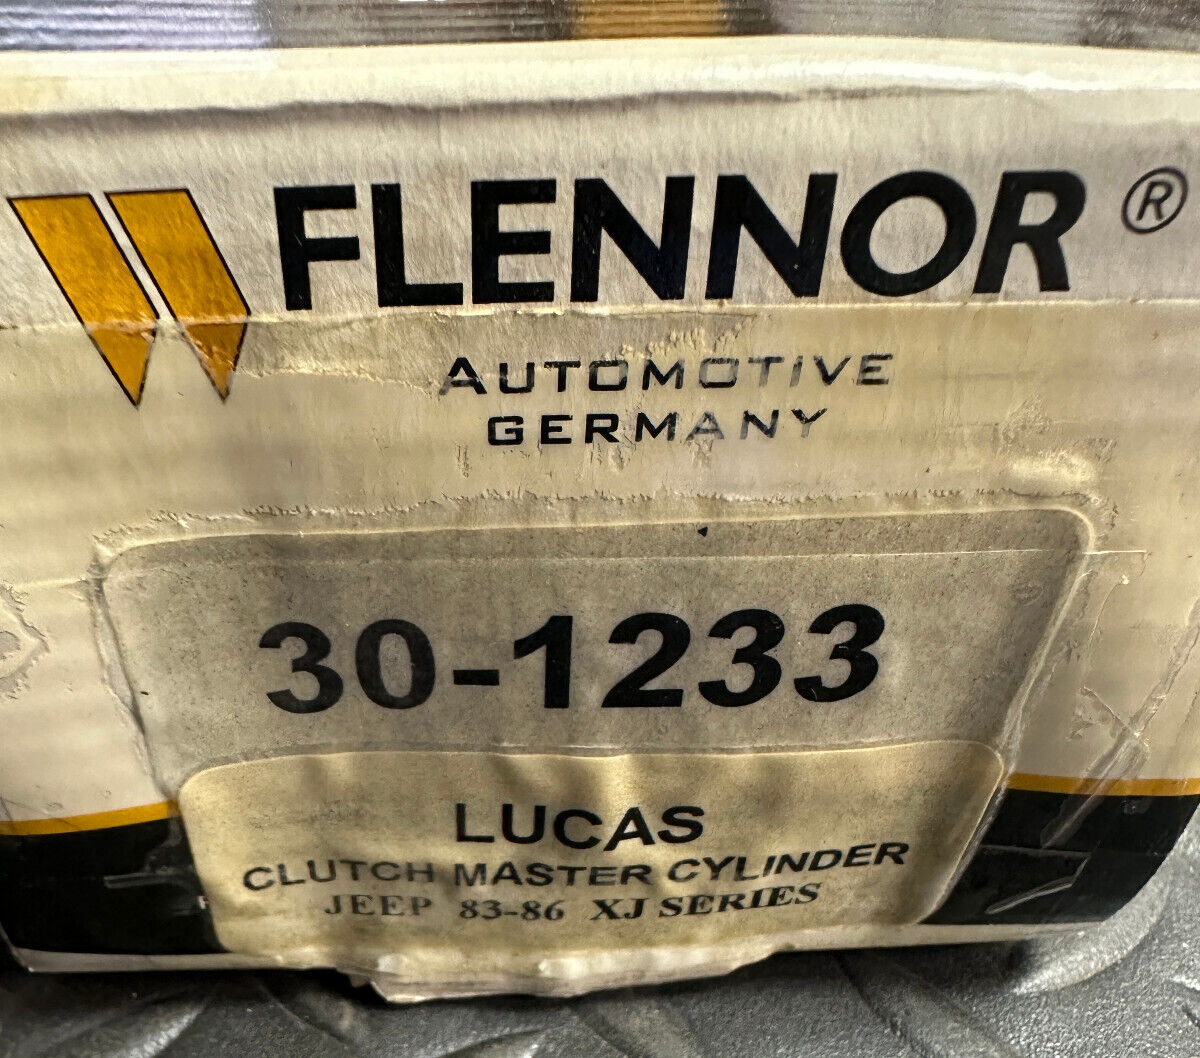 FLENNOR ®
AUTOMOTIVE
GERMANY
30-1233
LUCAS
CLUTCH MASTER CYLINDER
JEEP 83-86 XJ SERIES